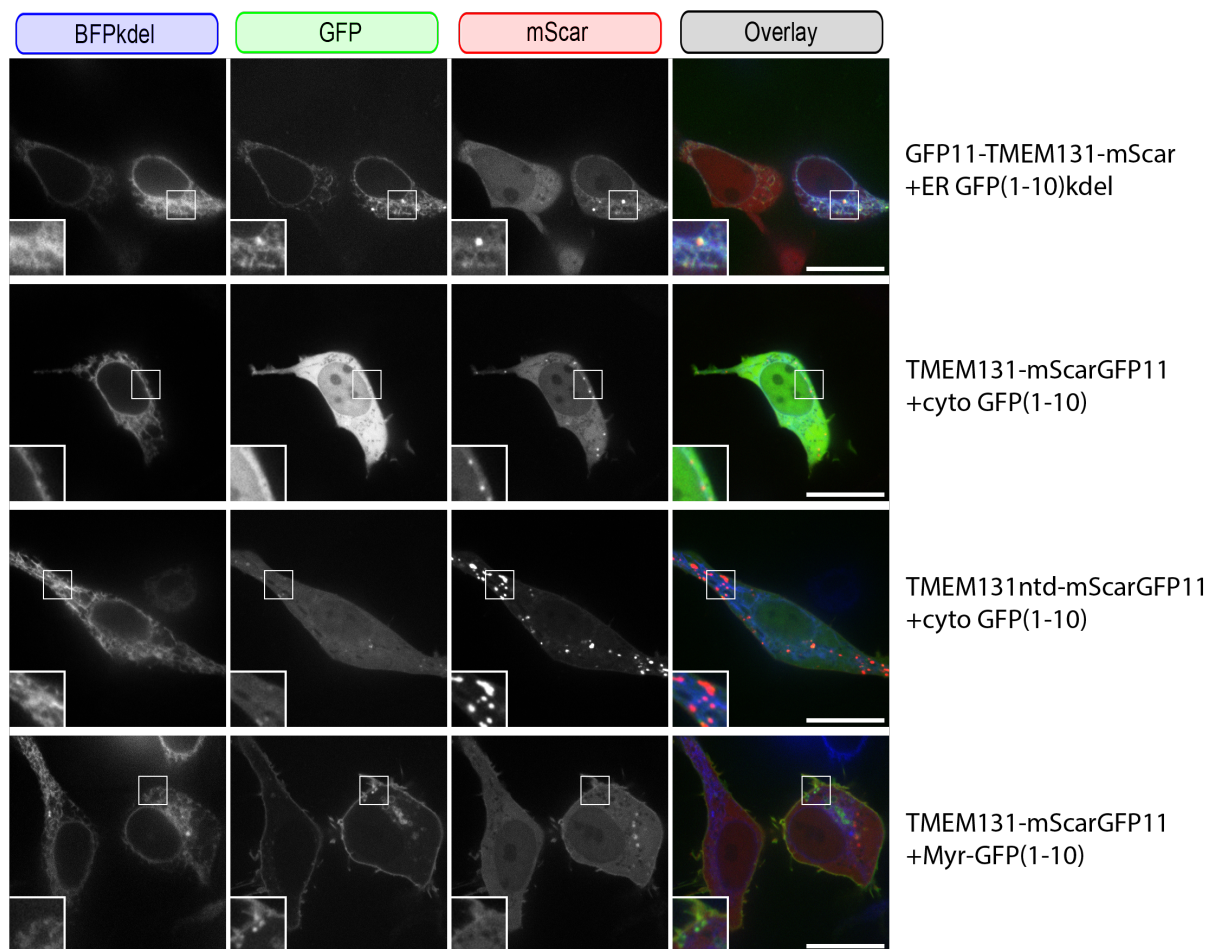 BFPkdel
GFP
mScar
Overlay
GFP11-TMEM131-mScar
+ER GFP(1-10)kdel
TMEM131-mScarGFP11
+cyto GFP(1-10)
TMEM131ntd-mScarGFP11
+cyto GFP(1-10)
TMEM131-mScarGFP11
+Myr-GFP(1-10)